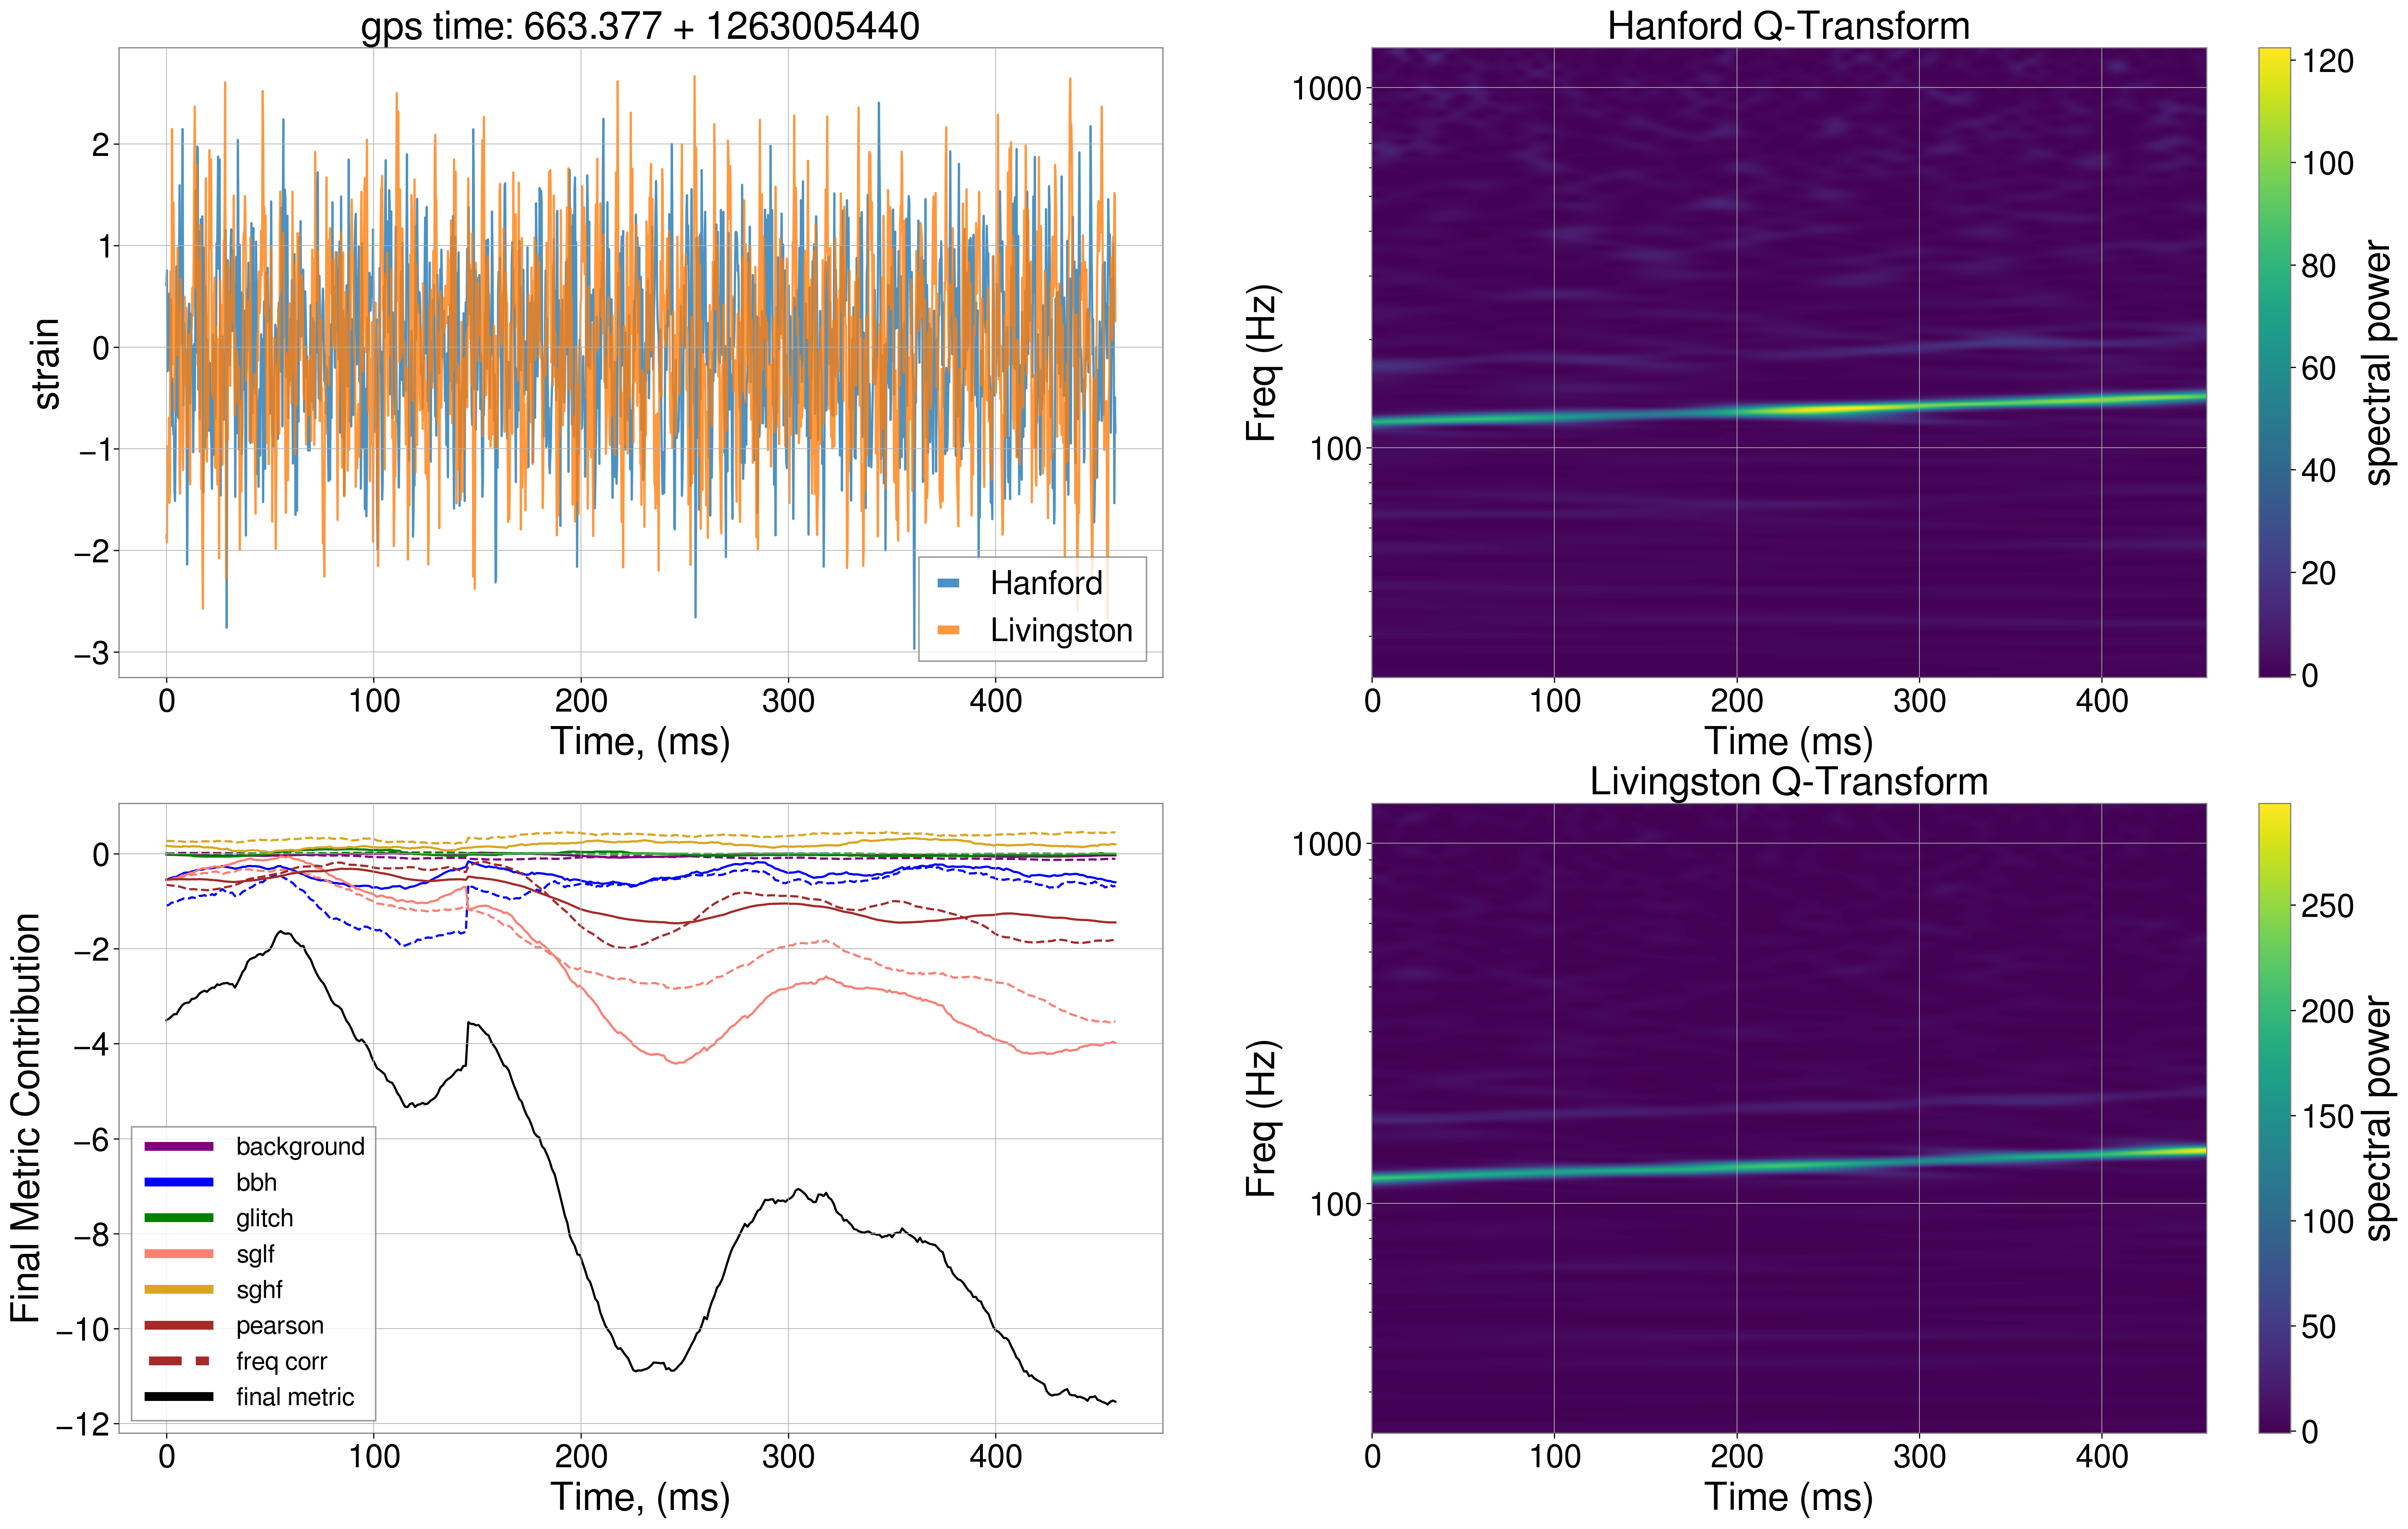 gps time: 663.377 + 1263005440
strain
2
1
0
−1
−2
−3
Hanford
Livingston
0
100
200
300
400
Time, (ms)
Hanford Q-Transform
Freq (Hz)
1000
100
0
100
200
300
400
Time (ms)
120
100
80
60
40
20
0
spectral power
Final Metric Contribution
0
−2
−4
−6
−8
−10
−12
background
bbh
glitch
sglf
sghf
pearson
freq corr
final metric
0
100
200
300
400
Time, (ms)
Livingston Q-Transform
Freq (Hz)
1000
100
0
100
200
300
400
Time (ms)
250
200
150
100
50
0
spectral power